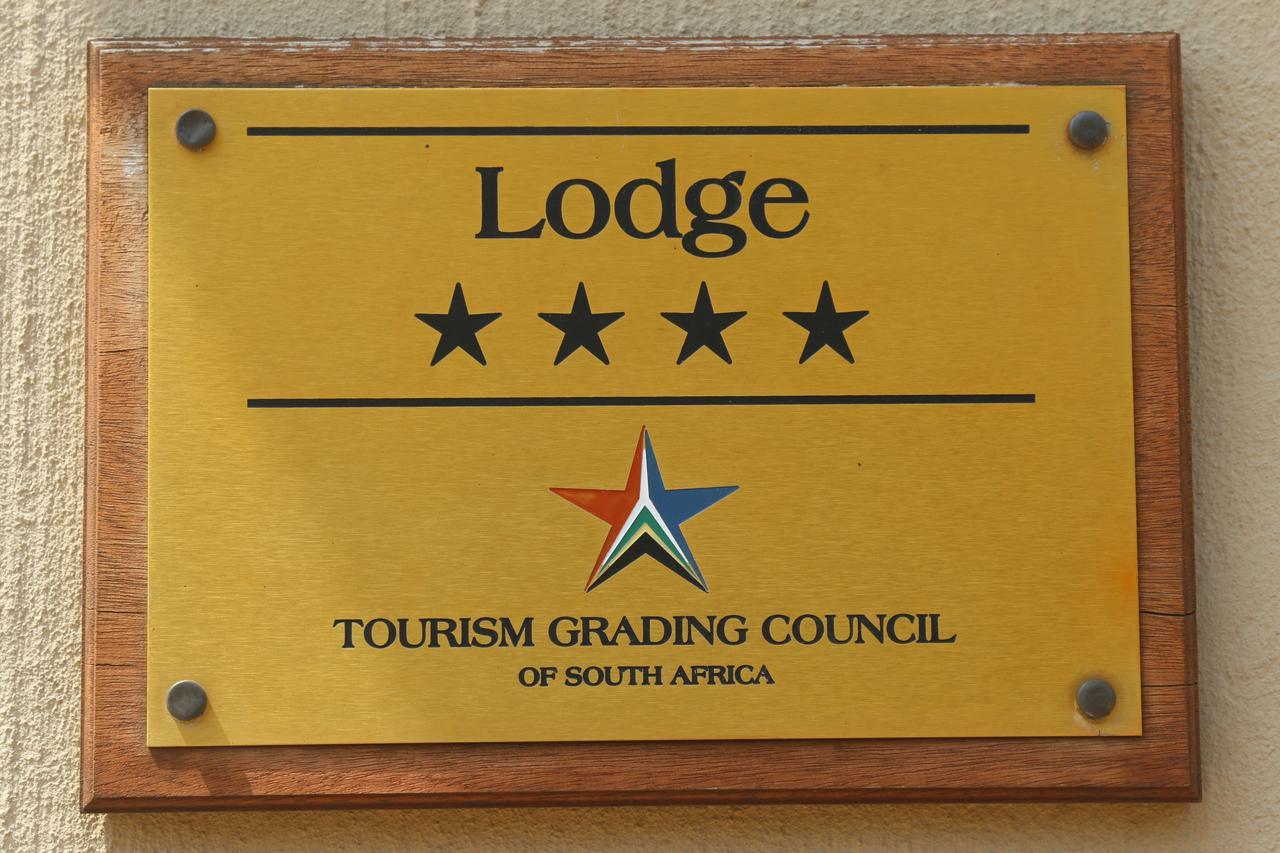 Lodge
TOURISM GRADING COUNCIL
OF SOUTH AFRICA